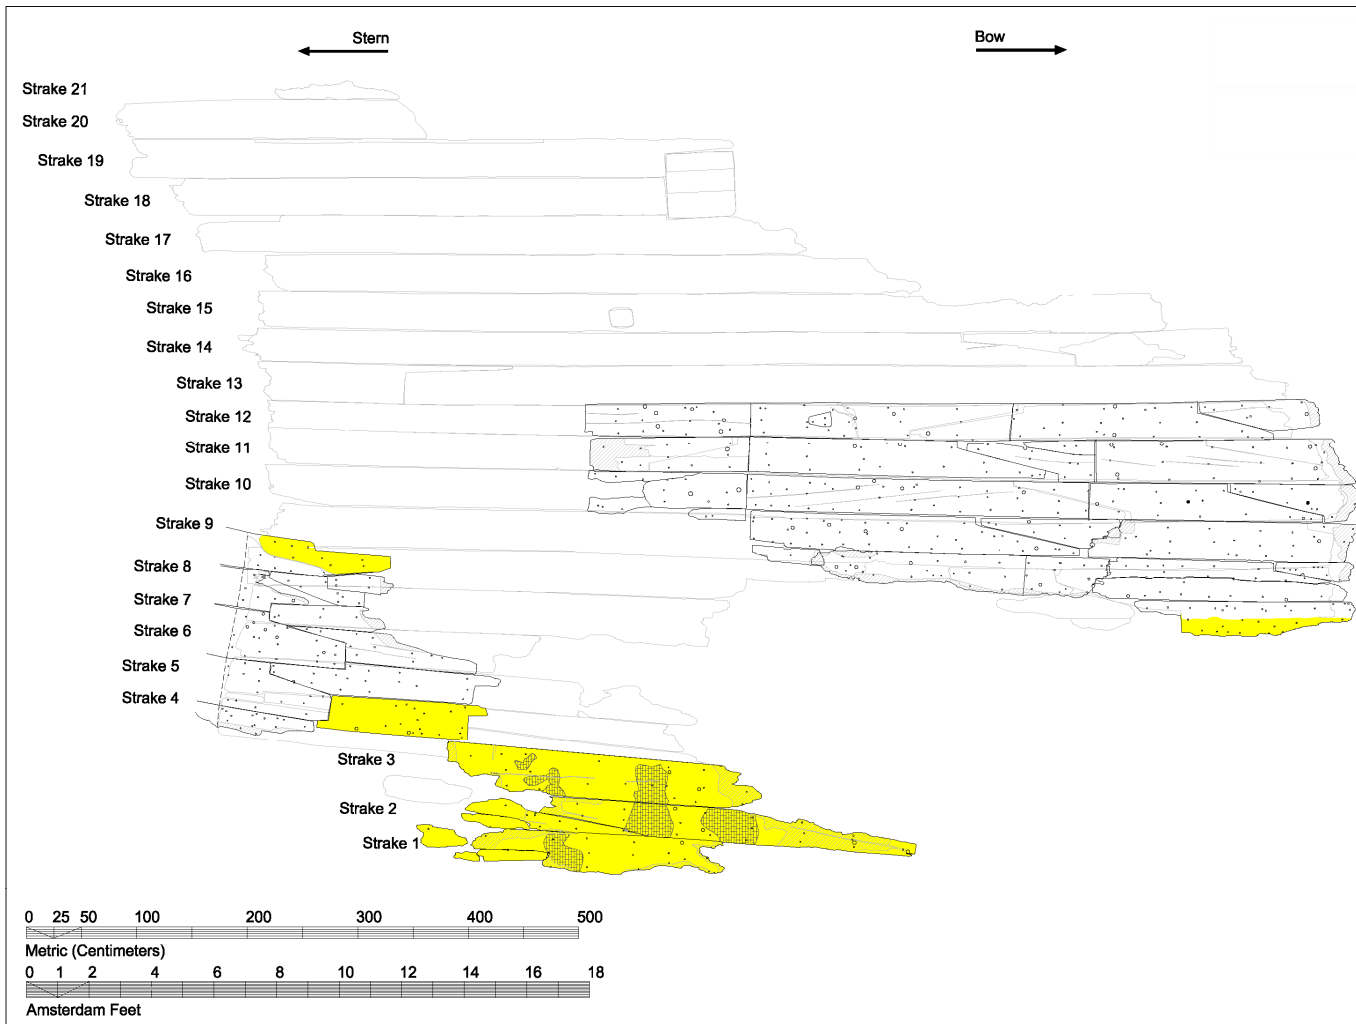 Stern
Bow
Strake 21
Strake 20
Strake 19
Strake 18
Strake 17
Strake 16
Strake 15
Strake 14
Strake 13
Strake 12
Strake 11
Strake 10
Strake 9
Strake 8
Strake 7
Strake 6
Strake 5
Strake 4
Strake 3
Strake 2
Strake 1
0 25 50 100 200 300 400 500
Metric (Centimeters)
0 1 2 4 6 8 10 12 14 16 18
Amsterdam Feet